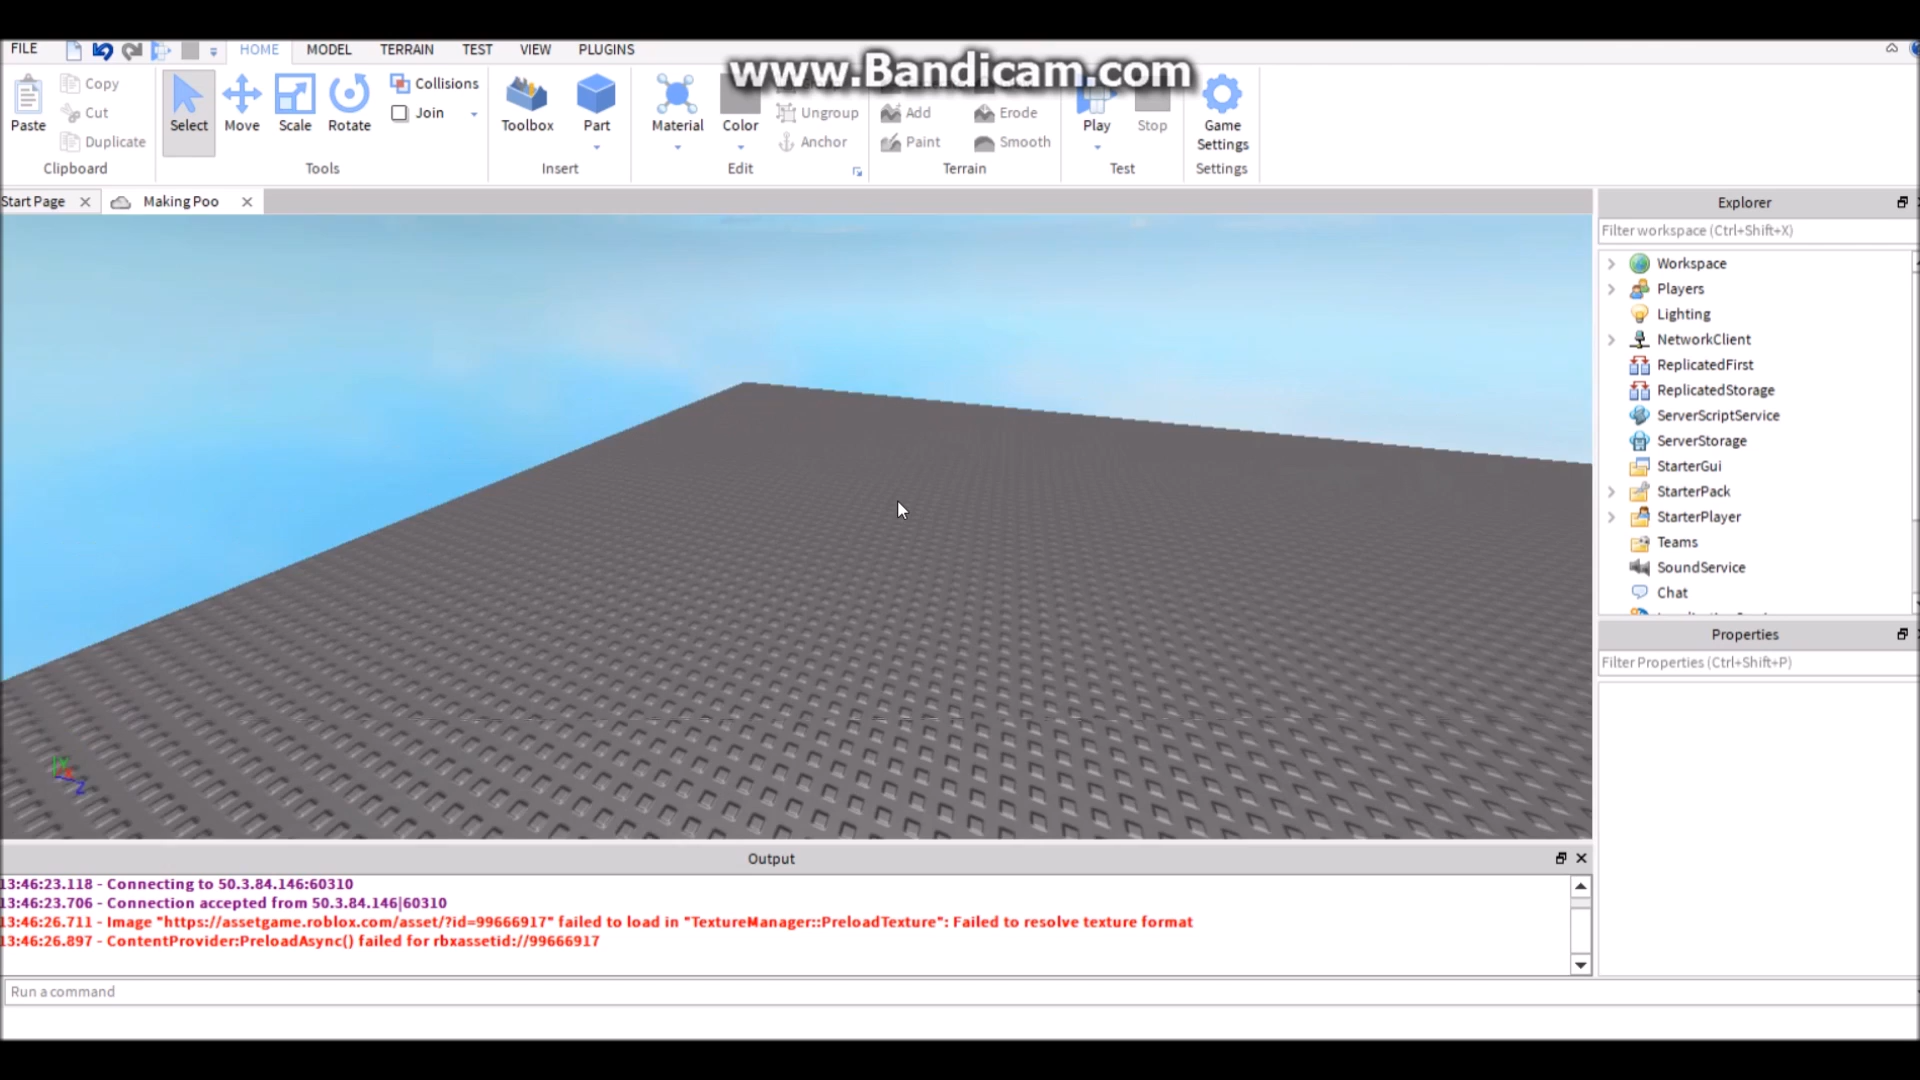 www.Bandicam.com
FILE HOME MODEL TERRAIN TEST VIEW PLUGINS
Paste
Copy
Cut
Duplicate
Clipboard
Select
Move
Scale
Rotate
Collisions
Join
Tools
Toolbox
Part
Insert
Material
Color
Ungroup
Anchor
Edit
Add
Erode
Paint
Smooth
Terrain
Play
Stop
Test
Game
Settings
Settings
Start Page
Making Poo
Explorer
Filter workspace (Ctrl+Shift+X)
Workspace
Players
Lighting
NetworkClient
ReplicatedFirst
ReplicatedStorage
ServerScriptService
ServerStorage
StarterGui
StarterPack
StarterPlayer
Teams
SoundService
Chat
Properties
Filter Properties (Ctrl+Shift+P)
Y
Z
Output
13:46:23.118 - Connecting to 50.3.84.146:60310
13:46:23.706 - Connection accepted from 50.3.84.146|60310
13:46:26.711 - Image "https://assetgame.roblox.com/asset/?id=99666917" failed to load in "TextureManager::PreloadTexture": Failed to resolve texture format
13:46:26.897 - ContentProvider:PreloadAsync() failed for rbxassetid://99666917
Run a command